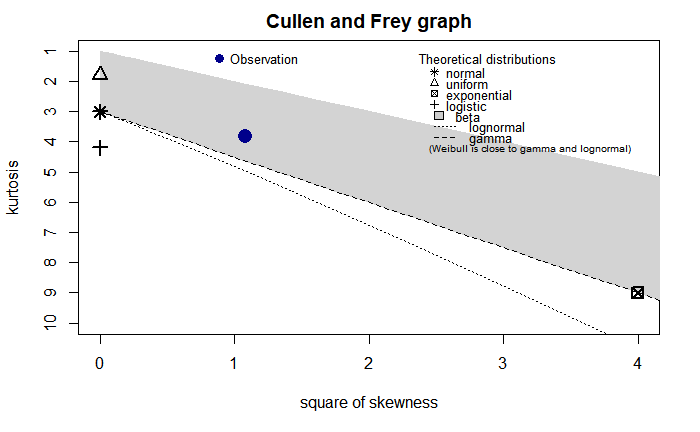 Cullen and Frey graph
Observation
Theoretical distributions
normal
uniform
exponential
logistic
beta
lognormal
gamma
(Weibull is close to gamma and lognormal)
kurtosis
1
2
3
4
5
6
7
8
9
10
0 1 2 3 4
square of skewness